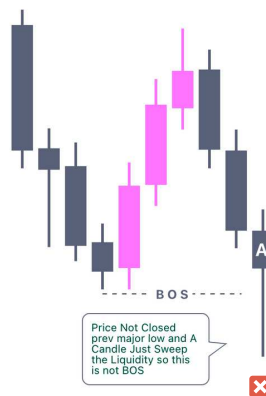 A
BOS
Price Not Closed
prev major low and A
Candle Just Sweep
the Liquidity so this
is not BOS